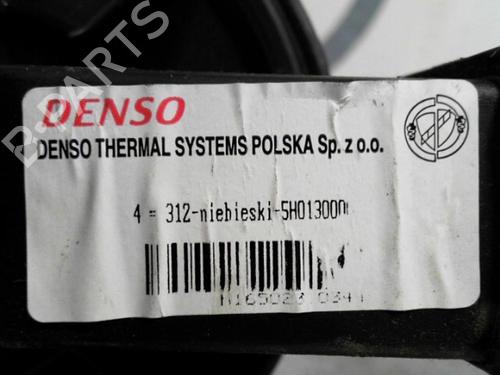 DENSO
DENSO THERMAL SYSTEMS POLSKA Sp. z o.o.
4 = 312-niebieski-5H013000
B-PARTS